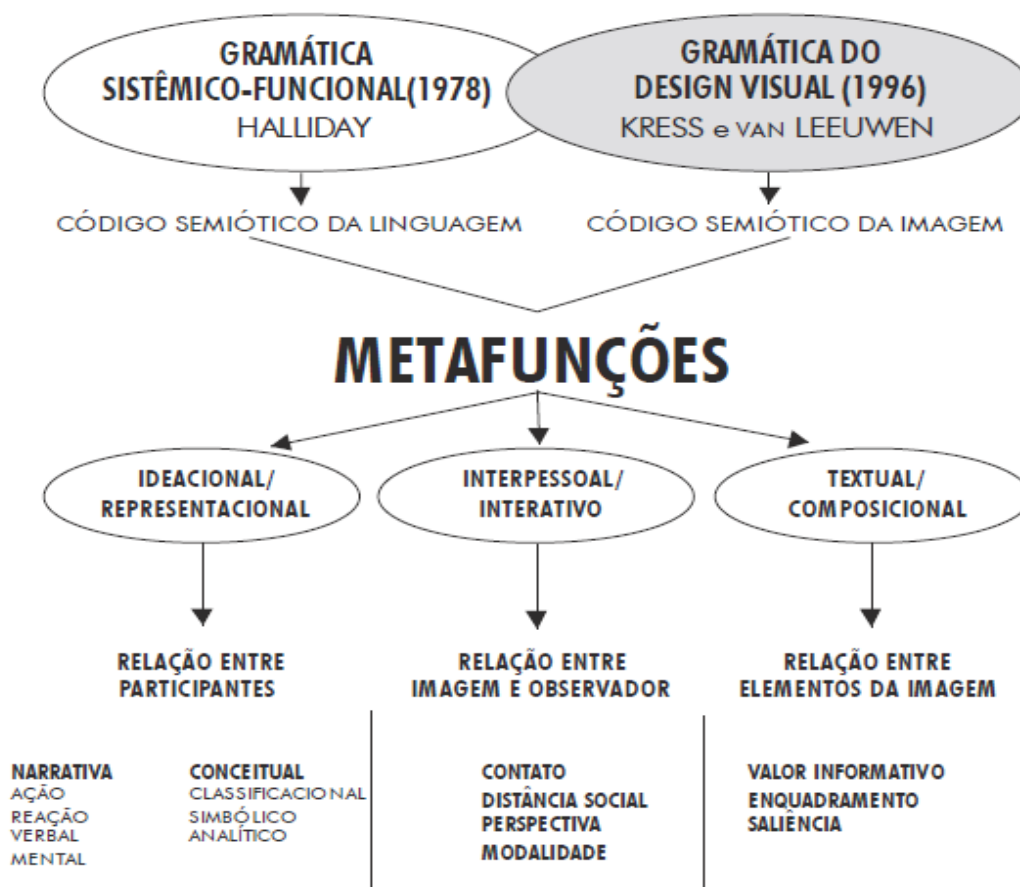 GRAMÁTICA
SISTÊMICO-FUNCIONAL(1978)
HALLIDAY
GRAMÁTICA DO
DESIGN VISUAL (1996)
KRESS e VAN LEEUWEN
CÓDIGO SEMIÓTICO DA LINGUAGEM
CÓDIGO SEMIÓTICO DA IMAGEM
METAFUNÇÕES
IDEACIONAL/
REPRESENTACIONAL
INTERPESSOAL/
INTERATIVO
TEXTUAL/
COMPOSICIONAL
RELAÇÃO ENTRE
PARTICIPANTES
RELAÇÃO ENTRE
IMAGEM E OBSERVADOR
RELAÇÃO ENTRE
ELEMENTOS DA IMAGEM
NARRATIVA
AÇÃO
REAÇÃO
VERBAL
MENTAL
CONCEITUAL
CLASSIFICACIONAL
SIMBÓLICO
ANALÍTICO
CONTATO
DISTÂNCIA SOCIAL
PERSPECTIVA
MODALIDADE
VALOR INFORMATIVO
ENQUADRAMENTO
SALIÊNCIA